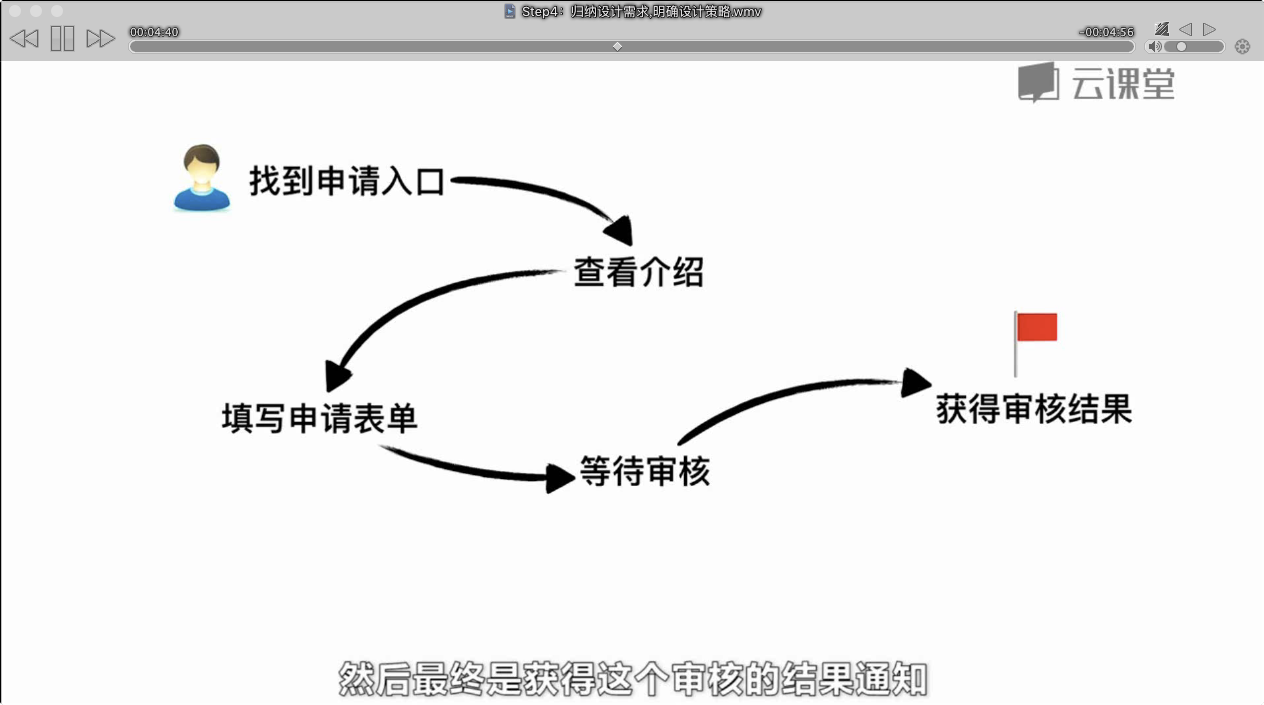 Step4：归纳设计需求,明确设计策略.wmv
00:04:40
-00:04:56
云课堂
找到申请入口
查看介绍
填写申请表单
等待审核
获得审核结果
然后最终是获得这个审核的结果通知